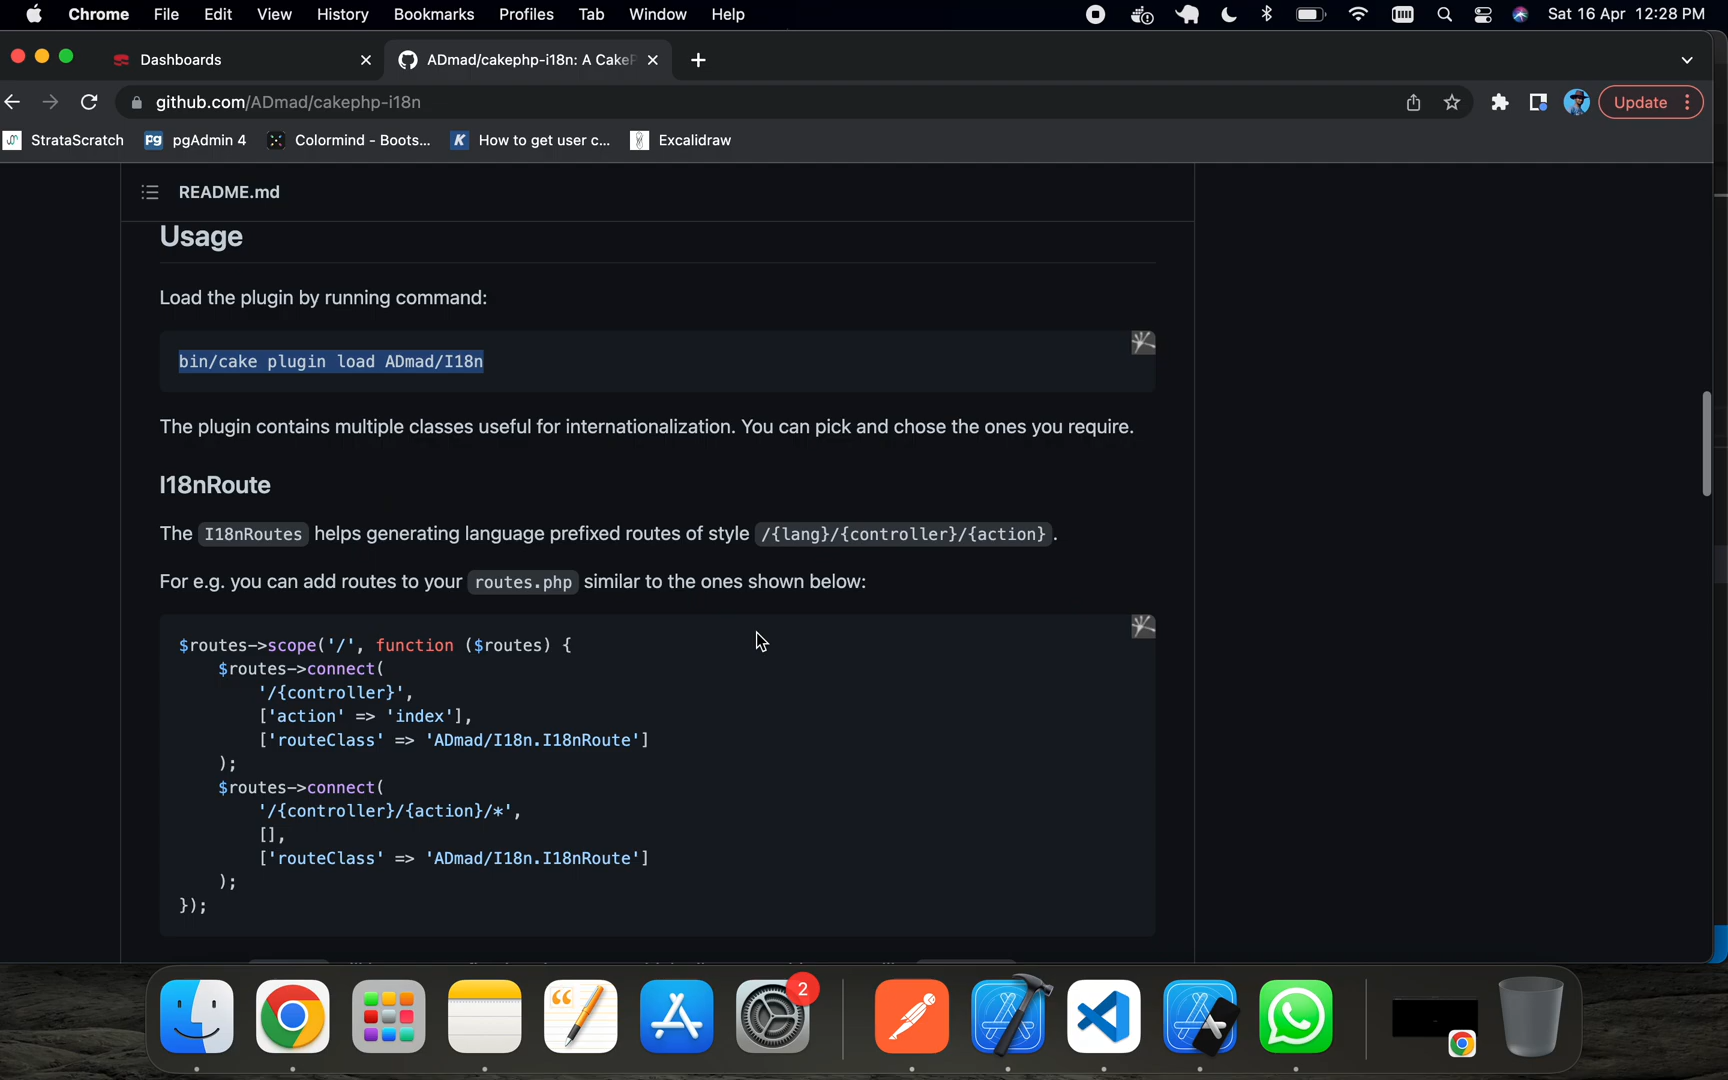 Chrome File Edit View History Bookmarks Profiles Tab Window Help Sat 16 Apr 12:28 PM
Dashboards ADmad/cakephp-i18n: A CakeP
github.com/ADmad/cakephp-i18n Update
StrataScratch pgAdmin 4 Colormind - Boots... How to get user c... Excalidraw
README.md
Usage
Load the plugin by running command:
bin/cake plugin load ADmad/I18n
The plugin contains multiple classes useful for internationalization. You can pick and chose the ones you require.
I18nRoute
The I18nRoutes helps generating language prefixed routes of style /{lang}/{controller}/{action}.
For e.g. you can add routes to your routes.php similar to the ones shown below:
$routes->scope('/', function ($routes) {
$routes->connect(
'/{controller}',
['action' => 'index'],
['routeClass' => 'ADmad/I18n.I18nRoute']
);
$routes->connect(
'/{controller}/{action}/*',
[],
['routeClass' => 'ADmad/I18n.I18nRoute']
);
});
2